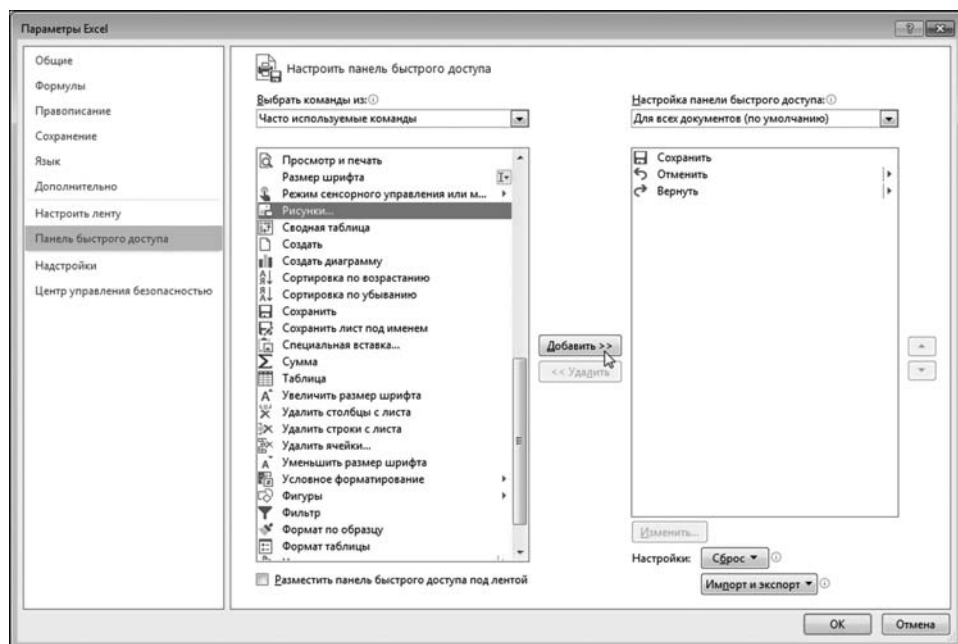 Параметры Excel
Общие
Формулы
Правописание
Сохранение
Язык
Дополнительно
Настроить ленту
Панель быстрого доступа
Надстройки
Центр управления безопасностью
Настроить панель быстрого доступа
Выбрать команды из:
Часто используемые команды
Просмотр и печать
Размер шрифта
Режим сенсорного управления или м...
Рисунки...
Сводная таблица
Создать
Создать диаграмму
Сортировка по возрастанию
Сортировка по убыванию
Сохранить
Сохранить лист под именем
Специальная вставка...
Сумма
Таблица
Увеличить размер шрифта
Удалить столбцы с листа
Удалить строки с листа
Удалить ячейки...
Уменьшить размер шрифта
Условное форматирование
Фигуры
Фильтр
Формат по образцу
Формат таблицы
Разместить панель быстрого доступа под лентой
Добавить >>
<< Удалить
Настройка панели быстрого доступа:
Для всех документов (по умолчанию)
Сохранить
Отменить
Вернуть
Изменить...
Настройки:
Сброс
Импорт и экспорт
OK
Отмена